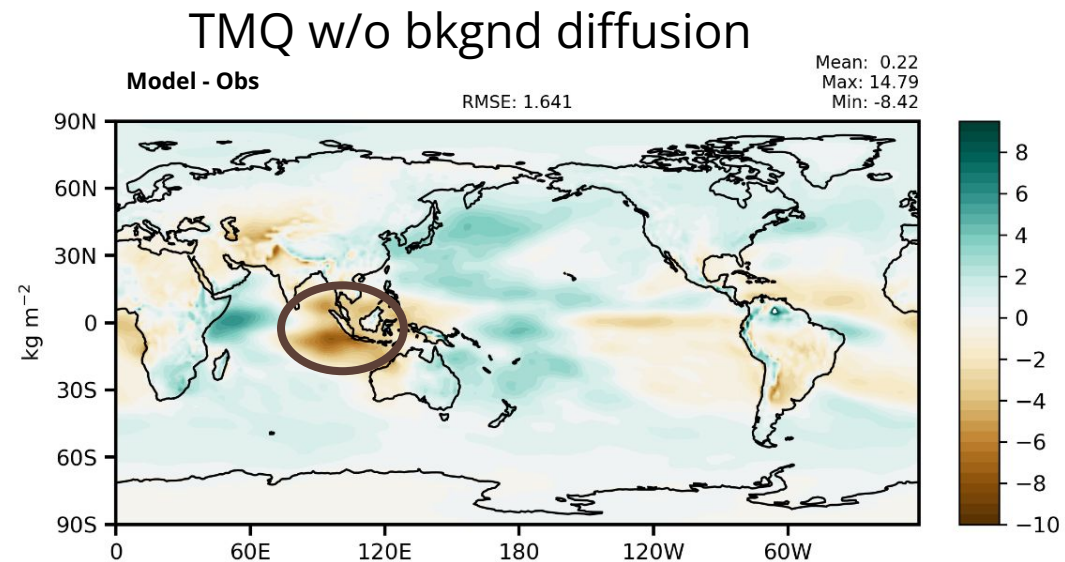 TMQ w/o bkgnd diffusion
Model - Obs
RMSE: 1.641
Mean: 0.22
Max: 14.79
Min: -8.42
90N
60N
30N
0
30S
60S
90S
kg m−2
0
60E
120E
180
120W
60W
8
6
4
2
0
−2
−4
−6
−8
−10